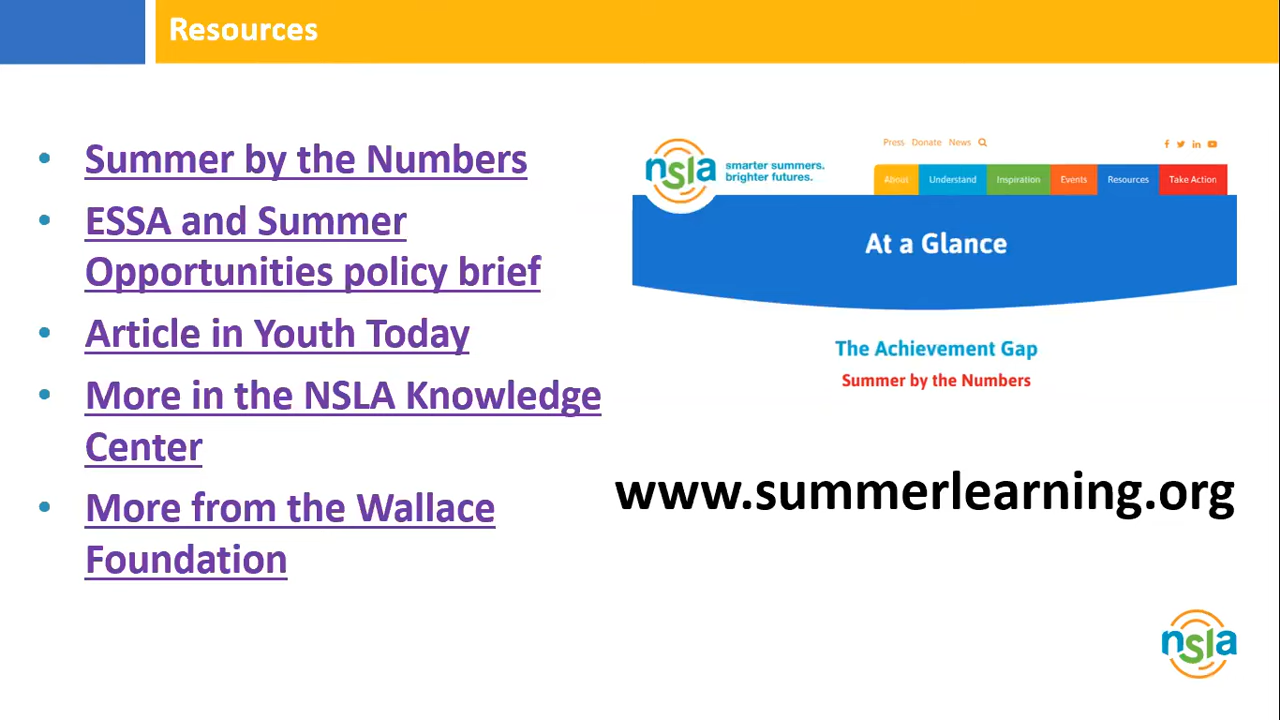 Resources
• Summer by the Numbers
• ESSA and Summer
Opportunities policy brief
• Article in Youth Today
• More in the NSLA Knowledge
Center
• More from the Wallace
Foundation
Press Donate News
nsla smarter summers.
brighter futures.
About Understand Inspiration Events Resources Take Action
At a Glance
The Achievement Gap
Summer by the Numbers
www.summerlearning.org
nsla